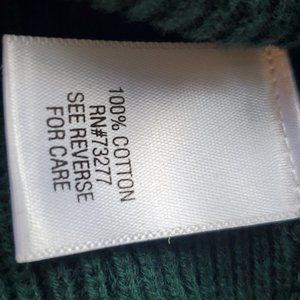 100% COTTON
RN#73277
SEE REVERSE
FOR CARE